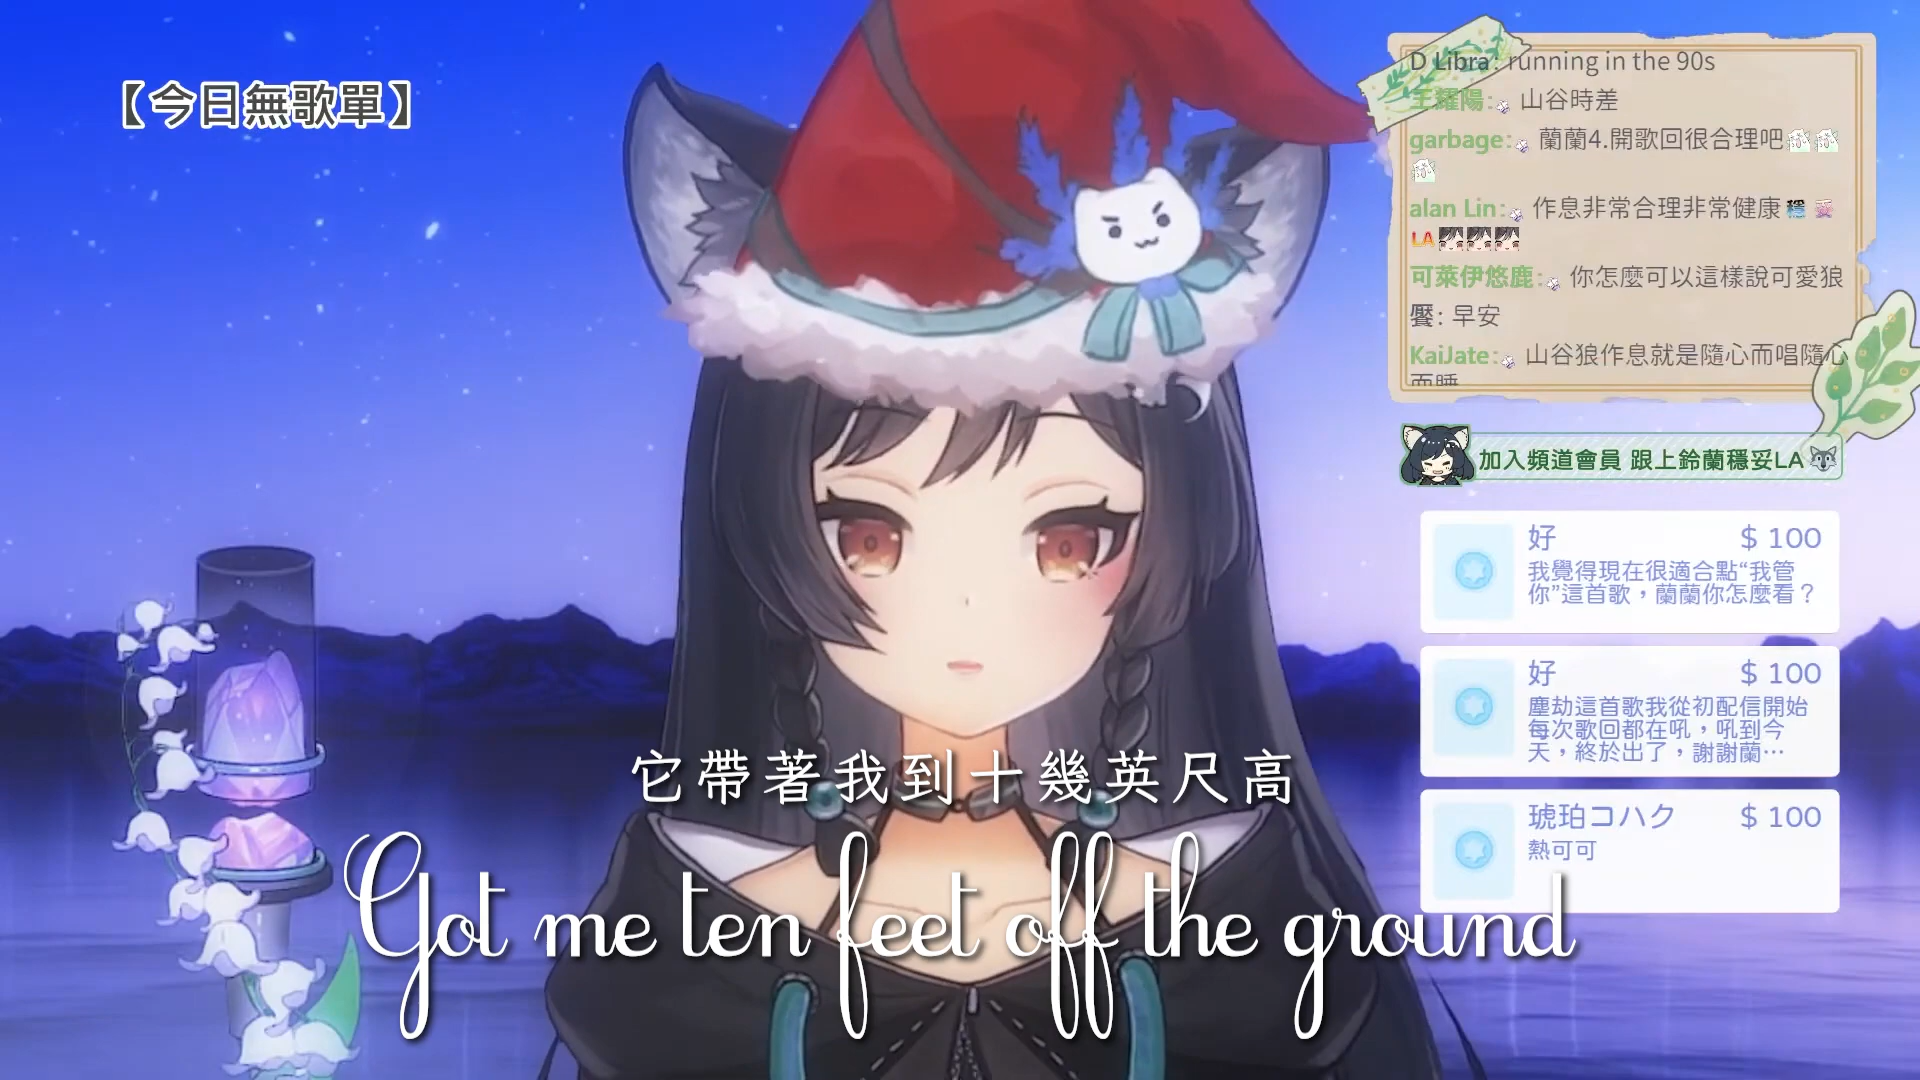 【今日無歌單】
D Libra: running in the 90s
王耀陽: 山谷時差
garbage: 蘭蘭4.開歌回很合理吧
alan Lin: 作息非常合理非常健康 穩 妥
LA
可萊伊悠鹿: 你怎麼可以這樣說可愛狼
饜: 早安
KaiJate: 山谷狼作息就是隨心而唱隨心
而睡
加入頻道會員 跟上鈴蘭穩妥LA
好 $ 100
我覺得現在很適合點“我管
你”這首歌，蘭蘭你怎麼看？
好 $ 100
塵劫這首歌我從初配信開始
每次歌回都在吼，吼到今
天，終於出了，謝謝蘭…
琥珀コハク $ 100
熱可可
它帶著我到十幾英尺高
Got me ten feet off the ground